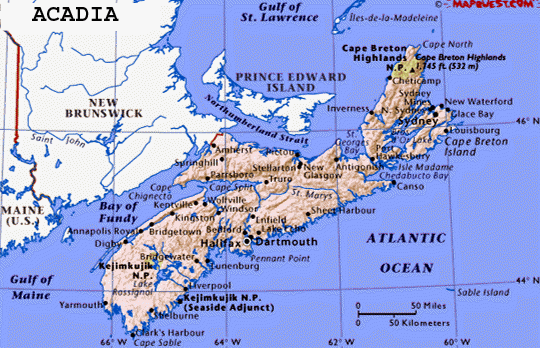 ACADIA
MAPQUEST.COM
Gulf of
St. Lawrence
Îles-de-la-Madeleine
Cape North
Cape Breton
Highlands
N.P.
Cape Breton Highlands
1,745 ft. (532 m)
Chéticamp
PRINCE EDWARD
ISLAND
Sydney
Mines
New Waterford
N. Sydney
Glace Bay
Inverness
Sydney
Louisbourg
46°N
NEW
BRUNSWICK
Northumberland Strait
Saint John
St.
Georges
Bay
Bras
D'Or Lake
Cape Breton
Island
Port
Hawkesbury
Isle Madame
Chedabucto Bay
Canso
Amherst
Pictou
Springhill
Stellarton
New
Glasgow
Antigonish
Parrsboro
Truro
Cape
Chignecto
Cape Split
St. Marys
MAINE
(U.S.)
Bay of
Fundy
Kentville
Wolfville
Windsor
Kingston
Enfield
Sheet Harbour
Annapolis Royal
Bridgetown
Bedford
Lake Echo
Digby
Halifax
Dartmouth
ATLANTIC
OCEAN
Bridgewater
Pennant Point
Kejimkujik
N.P.
Lunenburg
Gulf of
Maine
Lake
Rossignol
Liverpool
Sable Island
44°N
Yarmouth
Kejimkujik N.P.
(Seaside Adjunct)
Shelburne
Clark's Harbour
Cape Sable
0 50 Miles
0 50 Kilometers
66°W
64°W
62°W
60°W